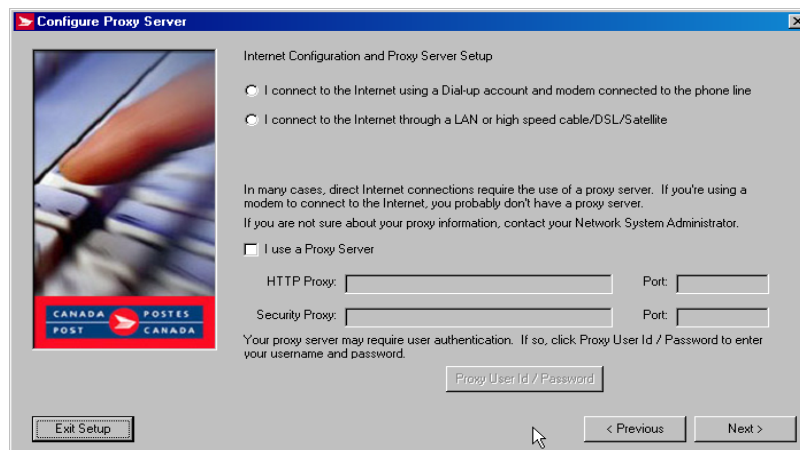 Configure Proxy Server
Internet Configuration and Proxy Server Setup
I connect to the Internet using a Dial-up account and modem connected to the phone line
I connect to the Internet through a LAN or high speed cable/DSL/Satellite
In many cases, direct Internet connections require the use of a proxy server. If you're using a
modem to connect to the Internet, you probably don't have a proxy server.
If you are not sure about your proxy information, contact your Network System Administrator.
I use a Proxy Server
HTTP Proxy: Port:
Security Proxy: Port:
CANADA POSTES
POST CANADA
Your proxy server may require user authentication. If so, click Proxy User Id / Password to enter
your username and password.
Proxy User Id / Password
Exit Setup < Previous Next >